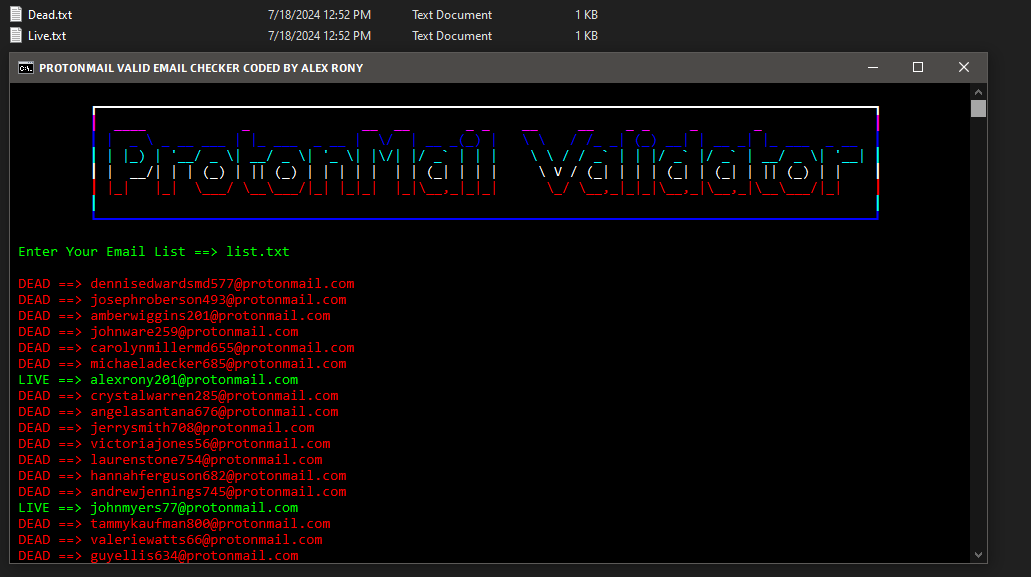 Dead.txt 7/18/2024 12:52 PM Text Document 1 KB
Live.txt 7/18/2024 12:52 PM Text Document 1 KB
PROTONMAIL VALID EMAIL CHECKER CODED BY ALEX RONY
ProtonMail Validator
Enter Your Email List ==> list.txt
DEAD ==> dennisedwardsmd577@protonmail.com
DEAD ==> josephroberson493@protonmail.com
DEAD ==> amberwiggins201@protonmail.com
DEAD ==> johnware259@protonmail.com
DEAD ==> carolynmillermd655@protonmail.com
DEAD ==> michaeladecker685@protonmail.com
LIVE ==> alexrony201@protonmail.com
DEAD ==> crystalwarren285@protonmail.com
DEAD ==> angelasantana676@protonmail.com
DEAD ==> jerrysmith708@protonmail.com
DEAD ==> victoriajones56@protonmail.com
DEAD ==> laurenstone754@protonmail.com
DEAD ==> hannahferguson682@protonmail.com
DEAD ==> andrewjennings745@protonmail.com
LIVE ==> johnmyers77@protonmail.com
DEAD ==> tammykaufman800@protonmail.com
DEAD ==> valeriewatts66@protonmail.com
DEAD ==> guyellis634@protonmail.com